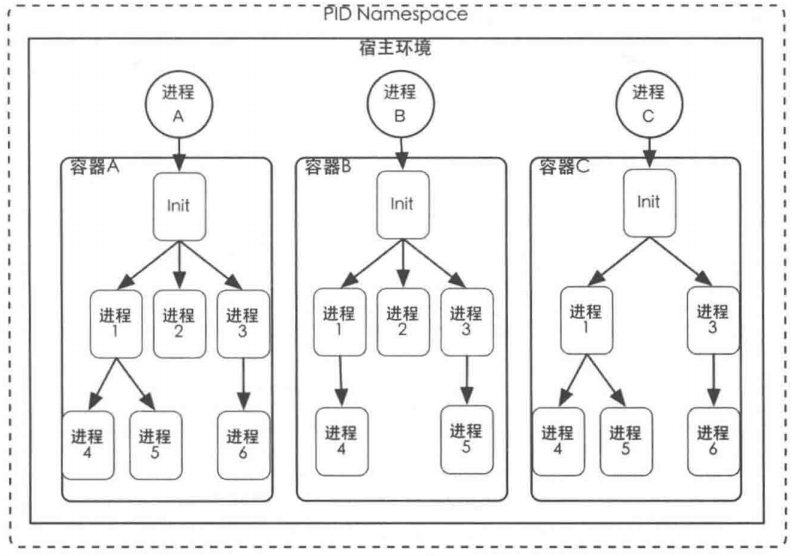 PID Namespace
宿主环境
进程
A
进程
B
进程
C
容器A
容器B
容器C
Init
Init
Init
进程
1
进程
2
进程
3
进程
1
进程
2
进程
3
进程
1
进程
3
进程
4
进程
5
进程
6
进程
4
进程
5
进程
4
进程
5
进程
6